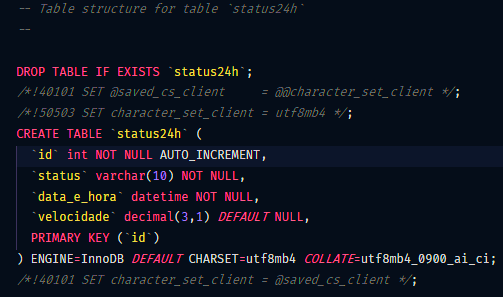 -- Table structure for table `status24h`
--
DROP TABLE IF EXISTS `status24h`;
/*!40101 SET @saved_cs_client     = @@character_set_client */;
/*!50503 SET character_set_client = utf8mb4 */;
CREATE TABLE `status24h` (
  `id` int NOT NULL AUTO_INCREMENT,
  `status` varchar(10) NOT NULL,
  `data_e_hora` datetime NOT NULL,
  `velocidade` decimal(3,1) DEFAULT NULL,
  PRIMARY KEY (`id`)
) ENGINE=InnoDB DEFAULT CHARSET=utf8mb4 COLLATE=utf8mb4_0900_ai_ci;
/*!40101 SET character_set_client = @saved_cs_client */;